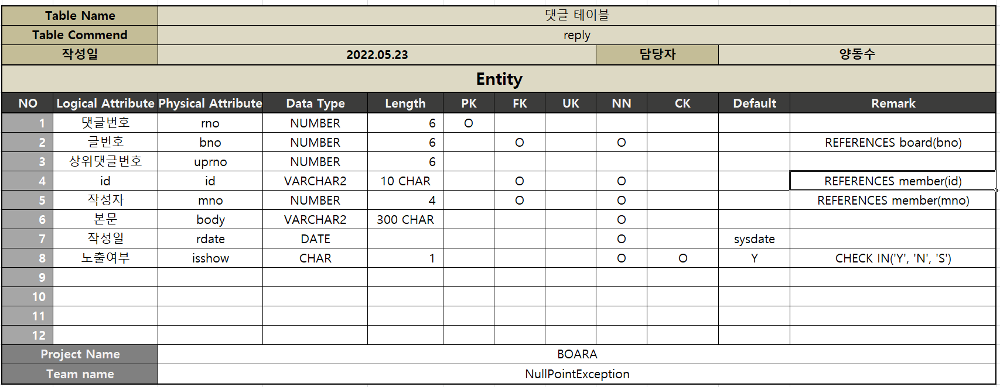 Table Name 댓글 테이블
Table Commend reply
작성일 2022.05.23 담당자 양동수
Entity
NO Logical Attribute Physical Attribute Data Type Length PK FK UK NN CK Default Remark
1 댓글번호 rno NUMBER 6 O
2 글번호 bno NUMBER 6 O O REFERENCES board(bno)
3 상위댓글번호 uprno NUMBER 6
4 id id VARCHAR2 10 CHAR O O REFERENCES member(id)
5 작성자 mno NUMBER 4 O O REFERENCES member(mno)
6 본문 body VARCHAR2 300 CHAR O
7 작성일 rdate DATE O sysdate
8 노출여부 isshow CHAR 1 O O Y CHECK IN('Y', 'N', 'S')
9
10
11
12
Project Name BOARA
Team name NullPointException